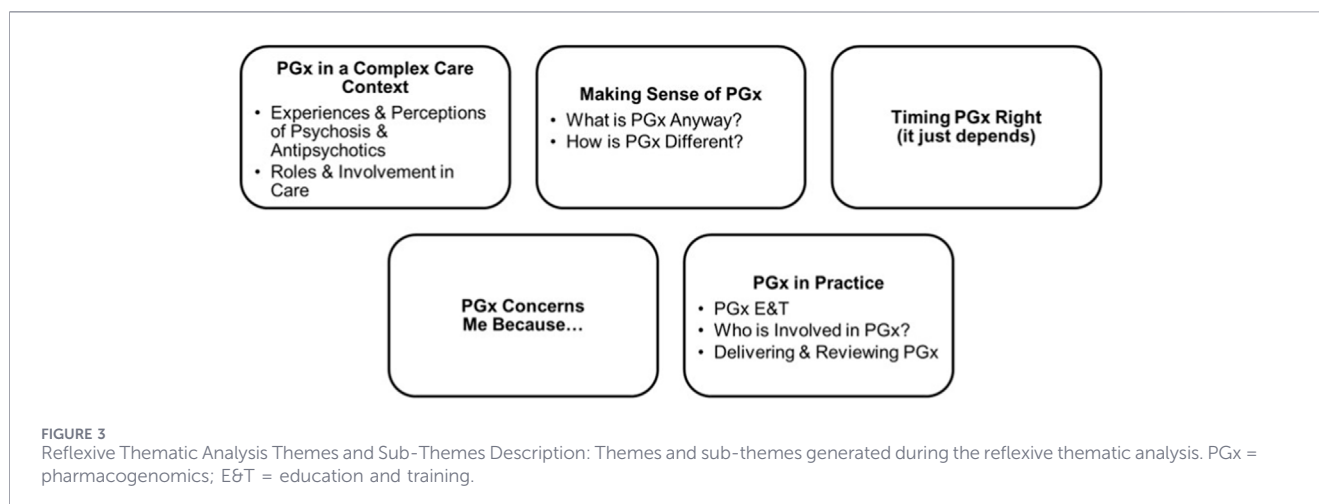 PGx in a Complex Care
Context
• Experiences & Perceptions
of Psychosis &
Antipsychotics
• Roles & Involvement in
Care
Making Sense of PGx
• What is PGx Anyway?
• How is PGx Different?
Timing PGx Right
(it just depends)
PGx Concerns
Me Because...
PGx in Practice
• PGx E&T
• Who is Involved in PGx?
• Delivering & Reviewing PGx
FIGURE 3
Reflexive Thematic Analysis Themes and Sub-Themes Description: Themes and sub-themes generated during the reflexive thematic analysis. PGx =
pharmacogenomics; E&T = education and training.